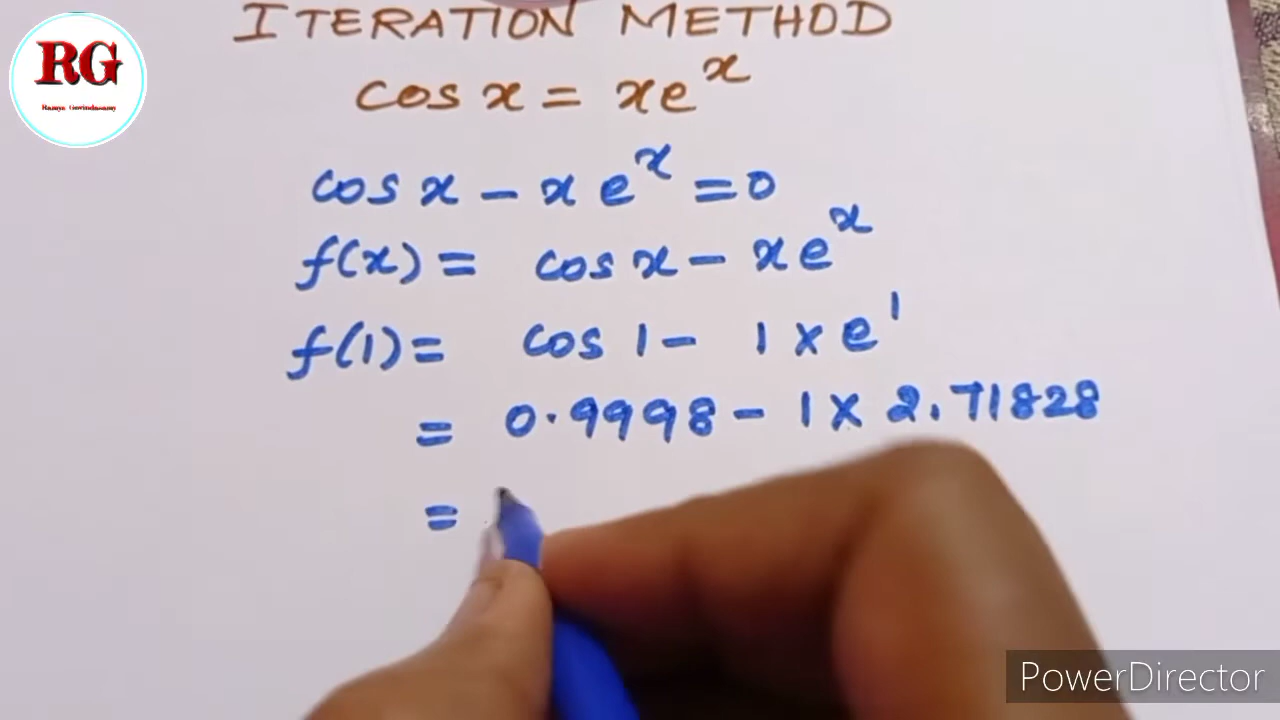 RG
ITERATION METHOD
cos x = xe^x
cos x - x e^x = 0
f(x) = cos x - xe^x
f(1) = cos 1 - 1 × e^1
= 0.9998 - 1 × 2.71828
=
PowerDirector